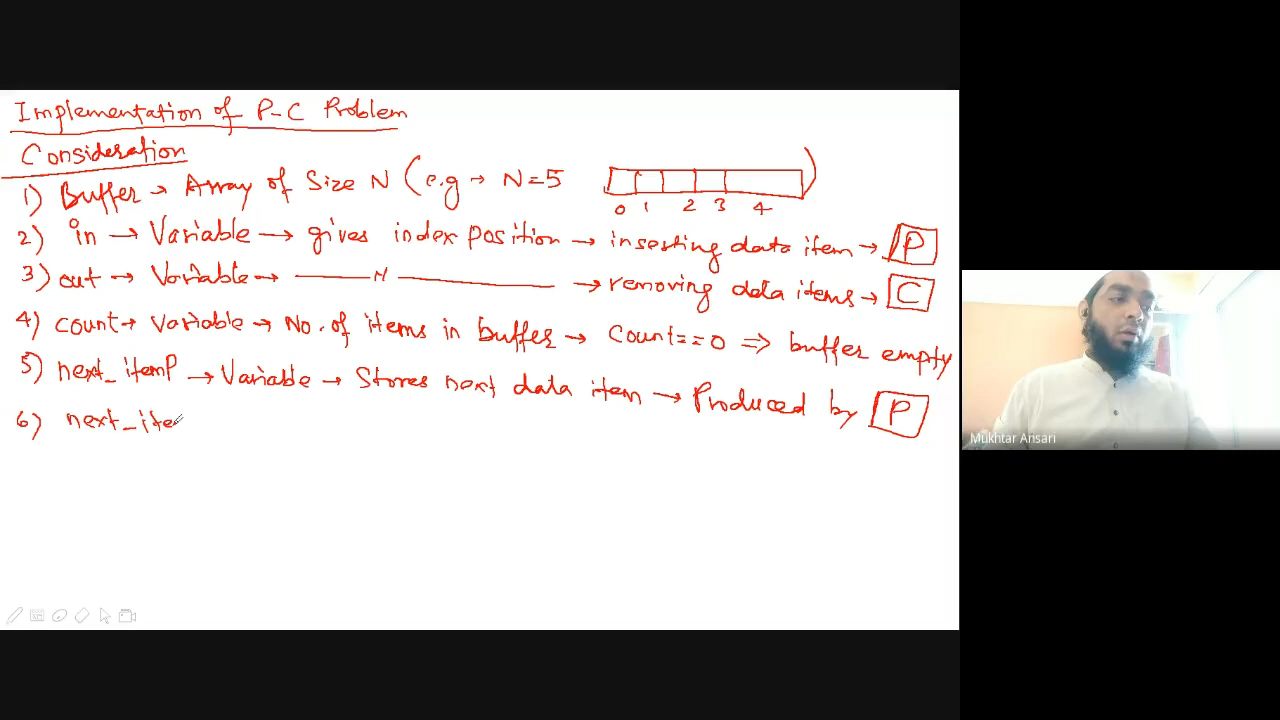 Implementation of P-C Problem
Consideration
1) Buffer → Array of Size N (e.g → N=5 )
0 1 2 3 4
2) in → Variable → gives index position → inserting data item → P
3) out → Variable → —— 〃 —— → removing data items → C
4) count → Variable → No. of items in buffer → Count==0 => buffer empty
5) next_itemP → Variable → Stores next data item → Produced by P
6) next_ite
Mukhtar Ansari